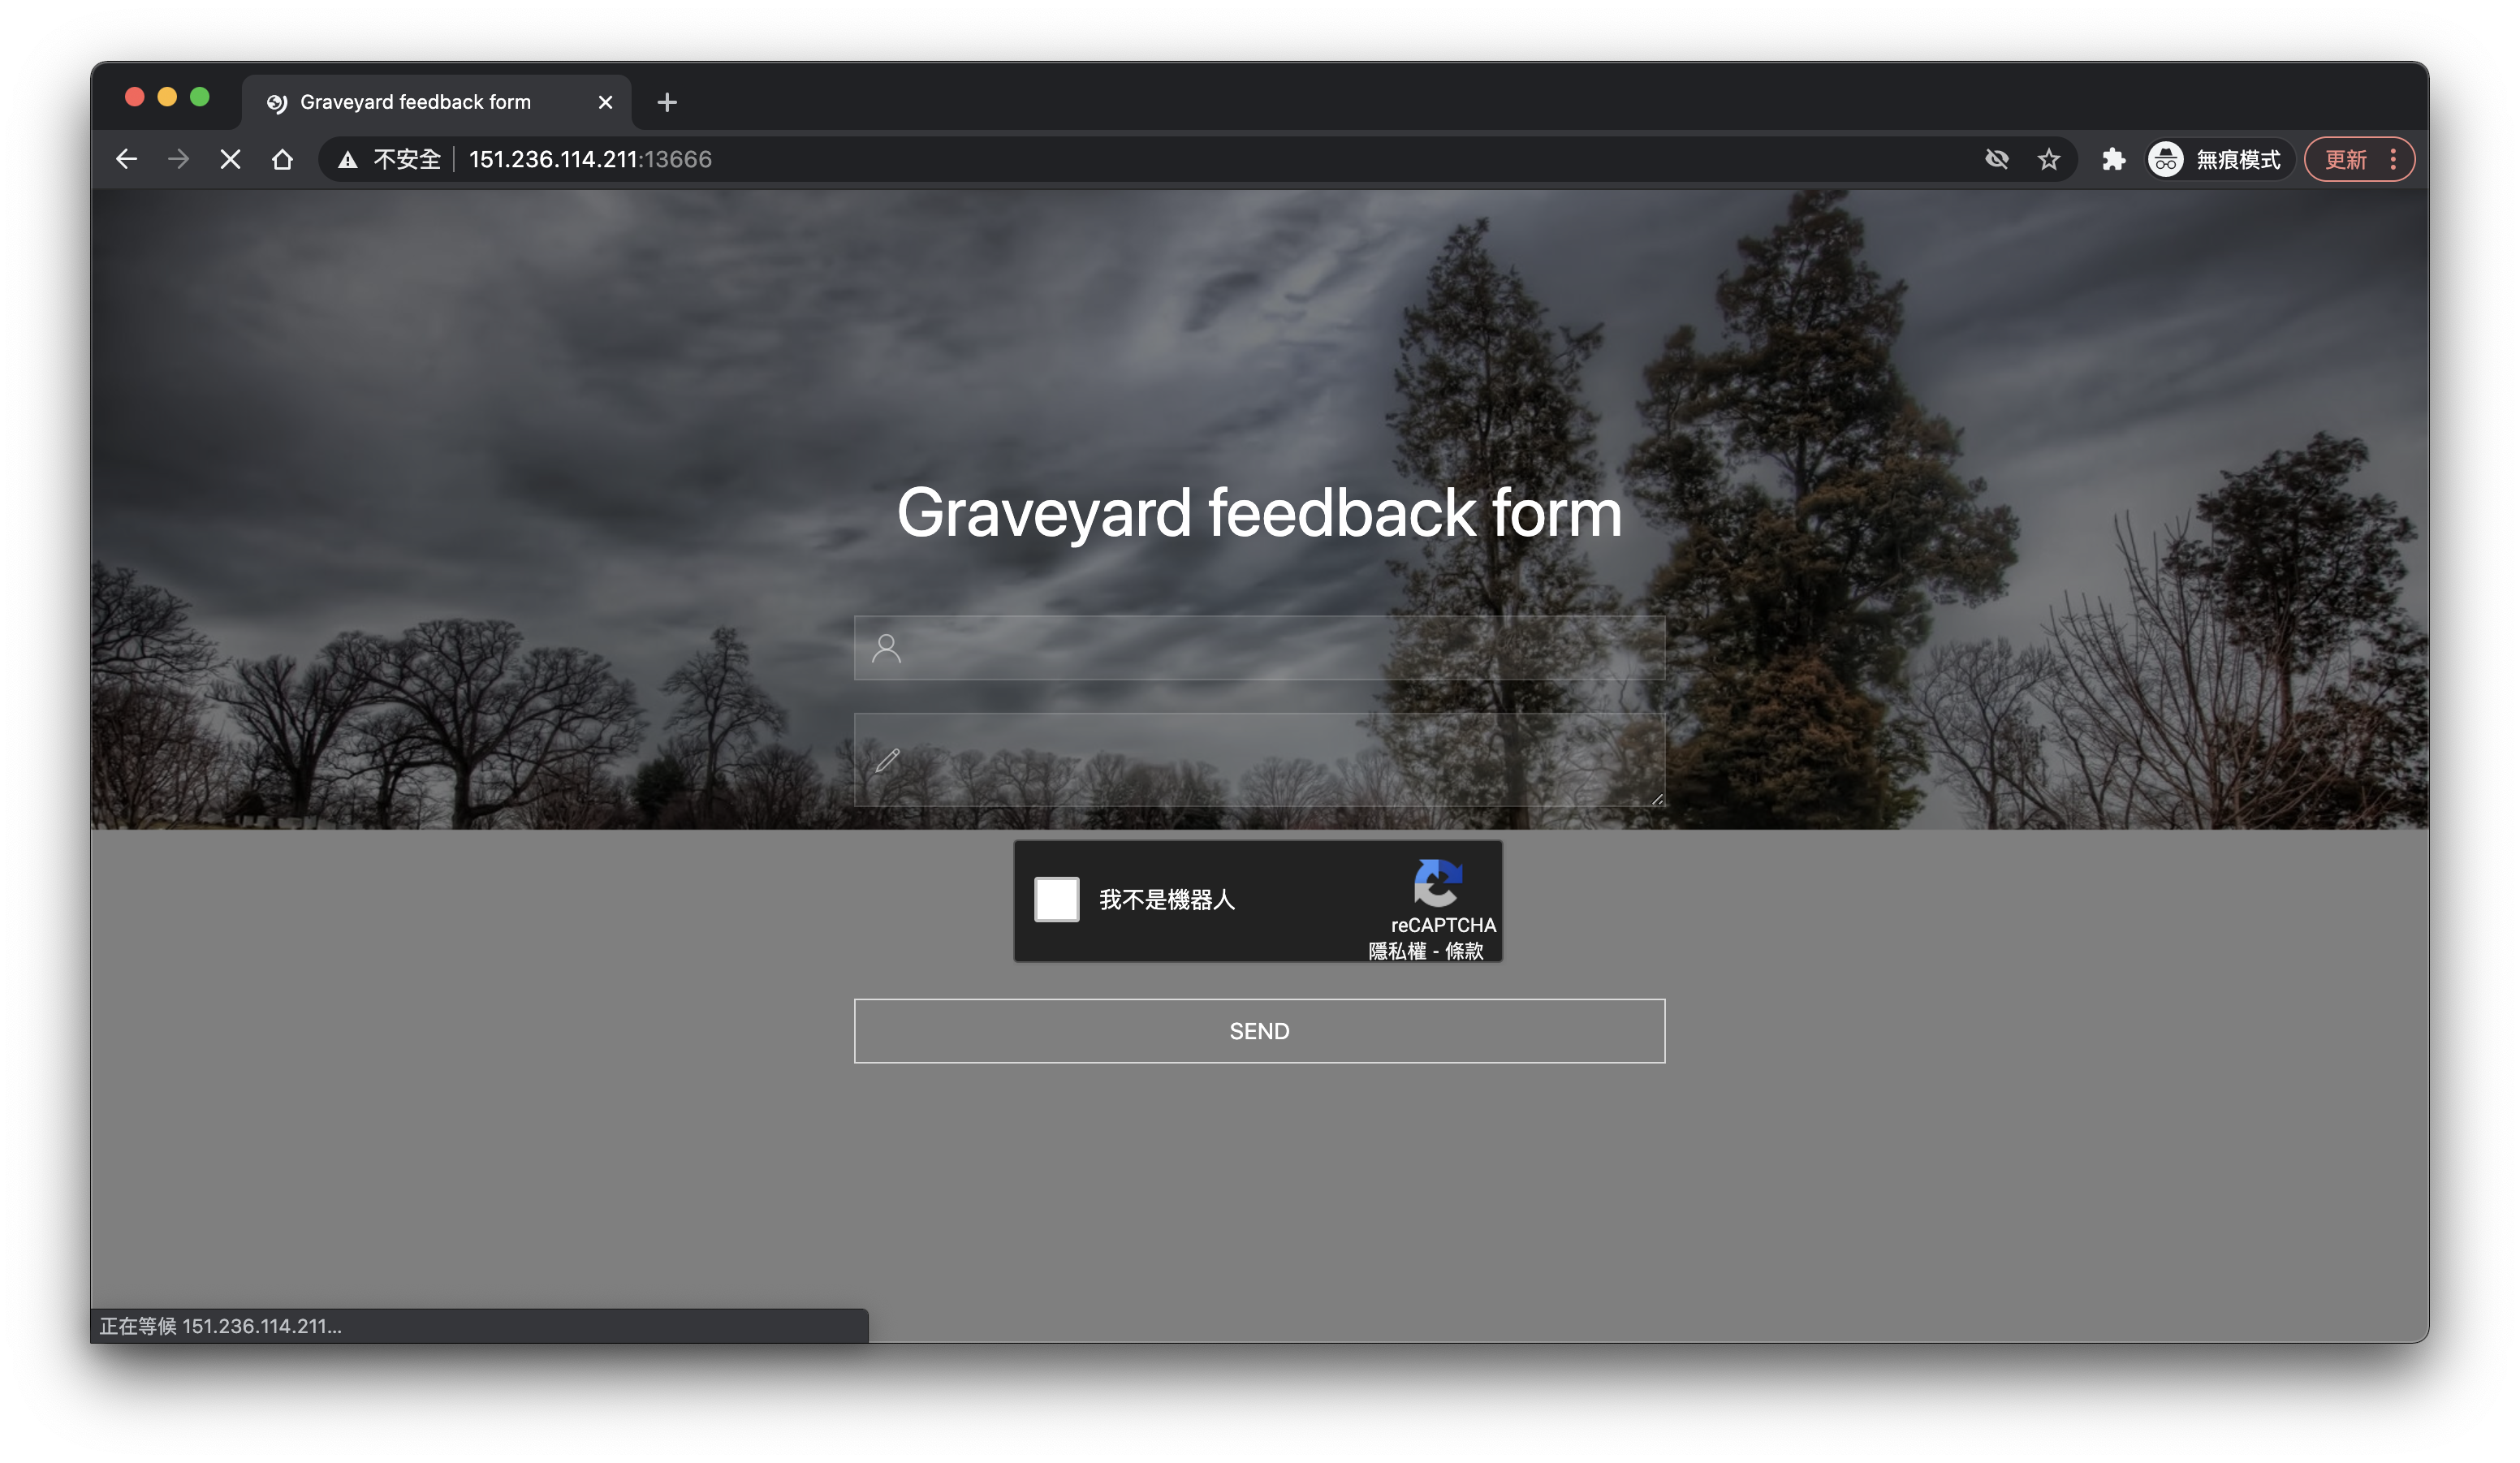 Graveyard feedback form
不安全 151.236.114.211:13666 無痕模式 更新
Graveyard feedback form
我不是機器人
reCAPTCHA
隱私權 - 條款
SEND
正在等候 151.236.114.211...